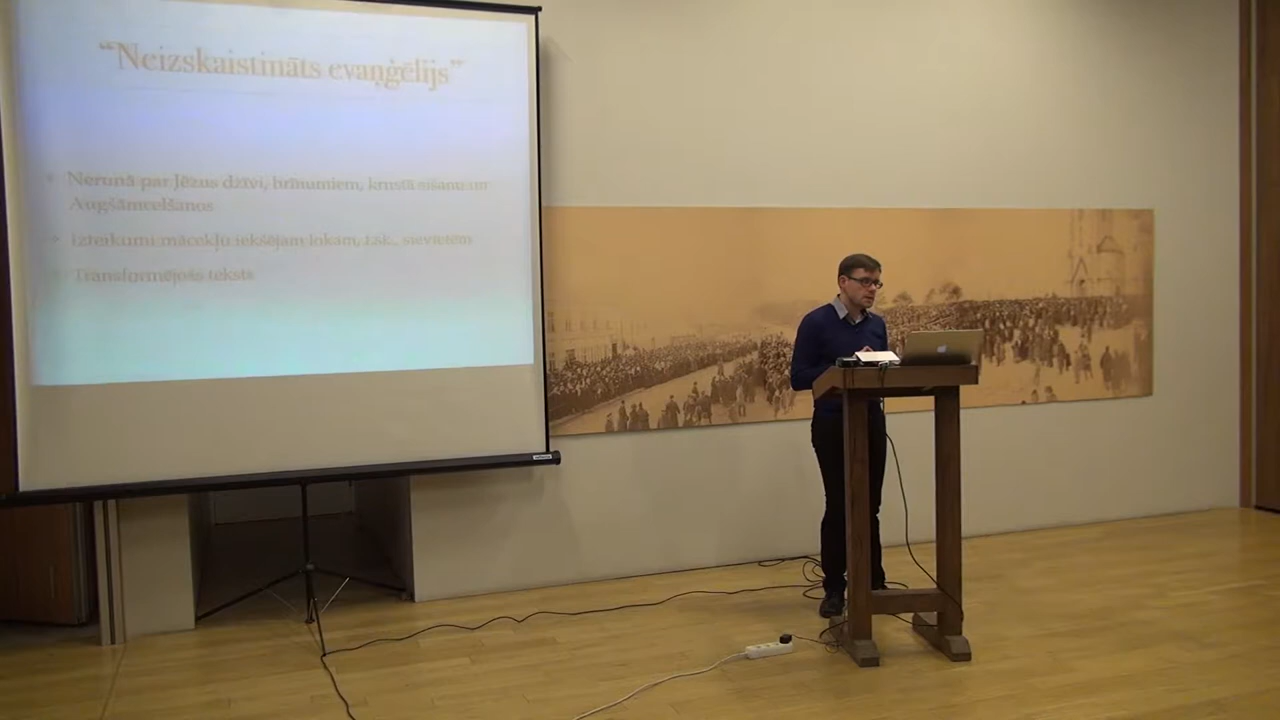 “Neizskaistināts evaņģēlijs”
Nerunā par Jēzus dzīvi, brīnumiem, krustā sišanu un
Augšāmcelšanos
Izteikumi mācekļu iekšējam lokam, t.sk., sievietēm
Transformējošs teksts